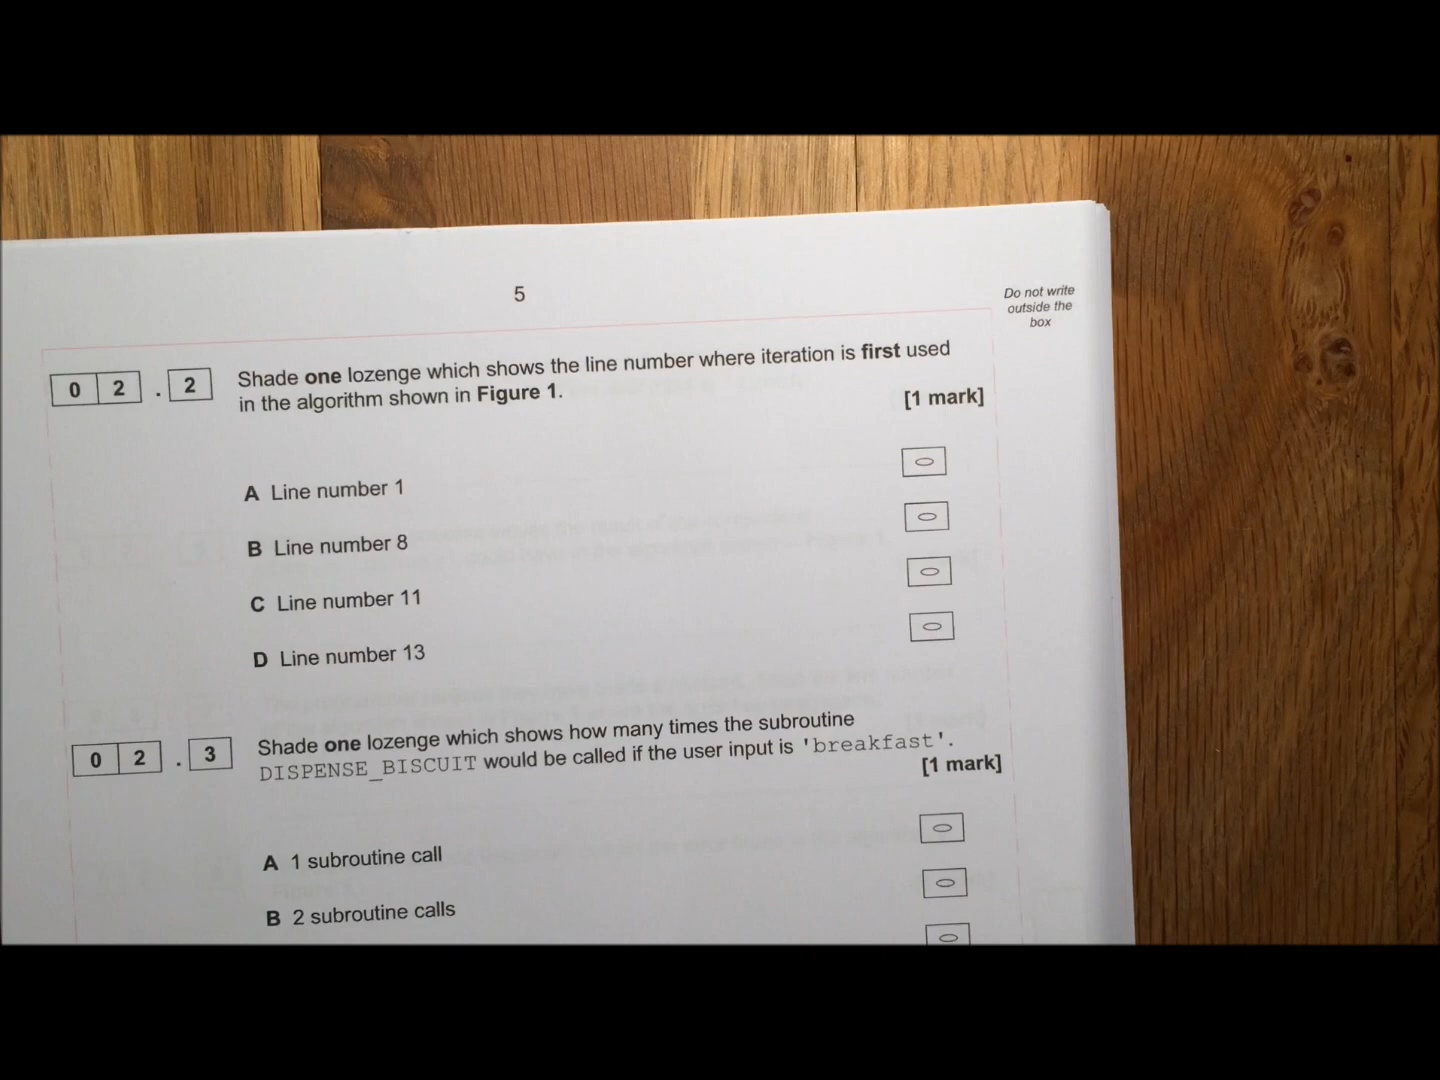 5
Do not write
outside the
box
0 2 . 2 Shade one lozenge which shows the line number where iteration is first used
in the algorithm shown in Figure 1.
[1 mark]
A Line number 1
B Line number 8
C Line number 11
D Line number 13
0 2 . 3 Shade one lozenge which shows how many times the subroutine
DISPENSE_BISCUIT would be called if the user input is 'breakfast'.
[1 mark]
A 1 subroutine call
B 2 subroutine calls